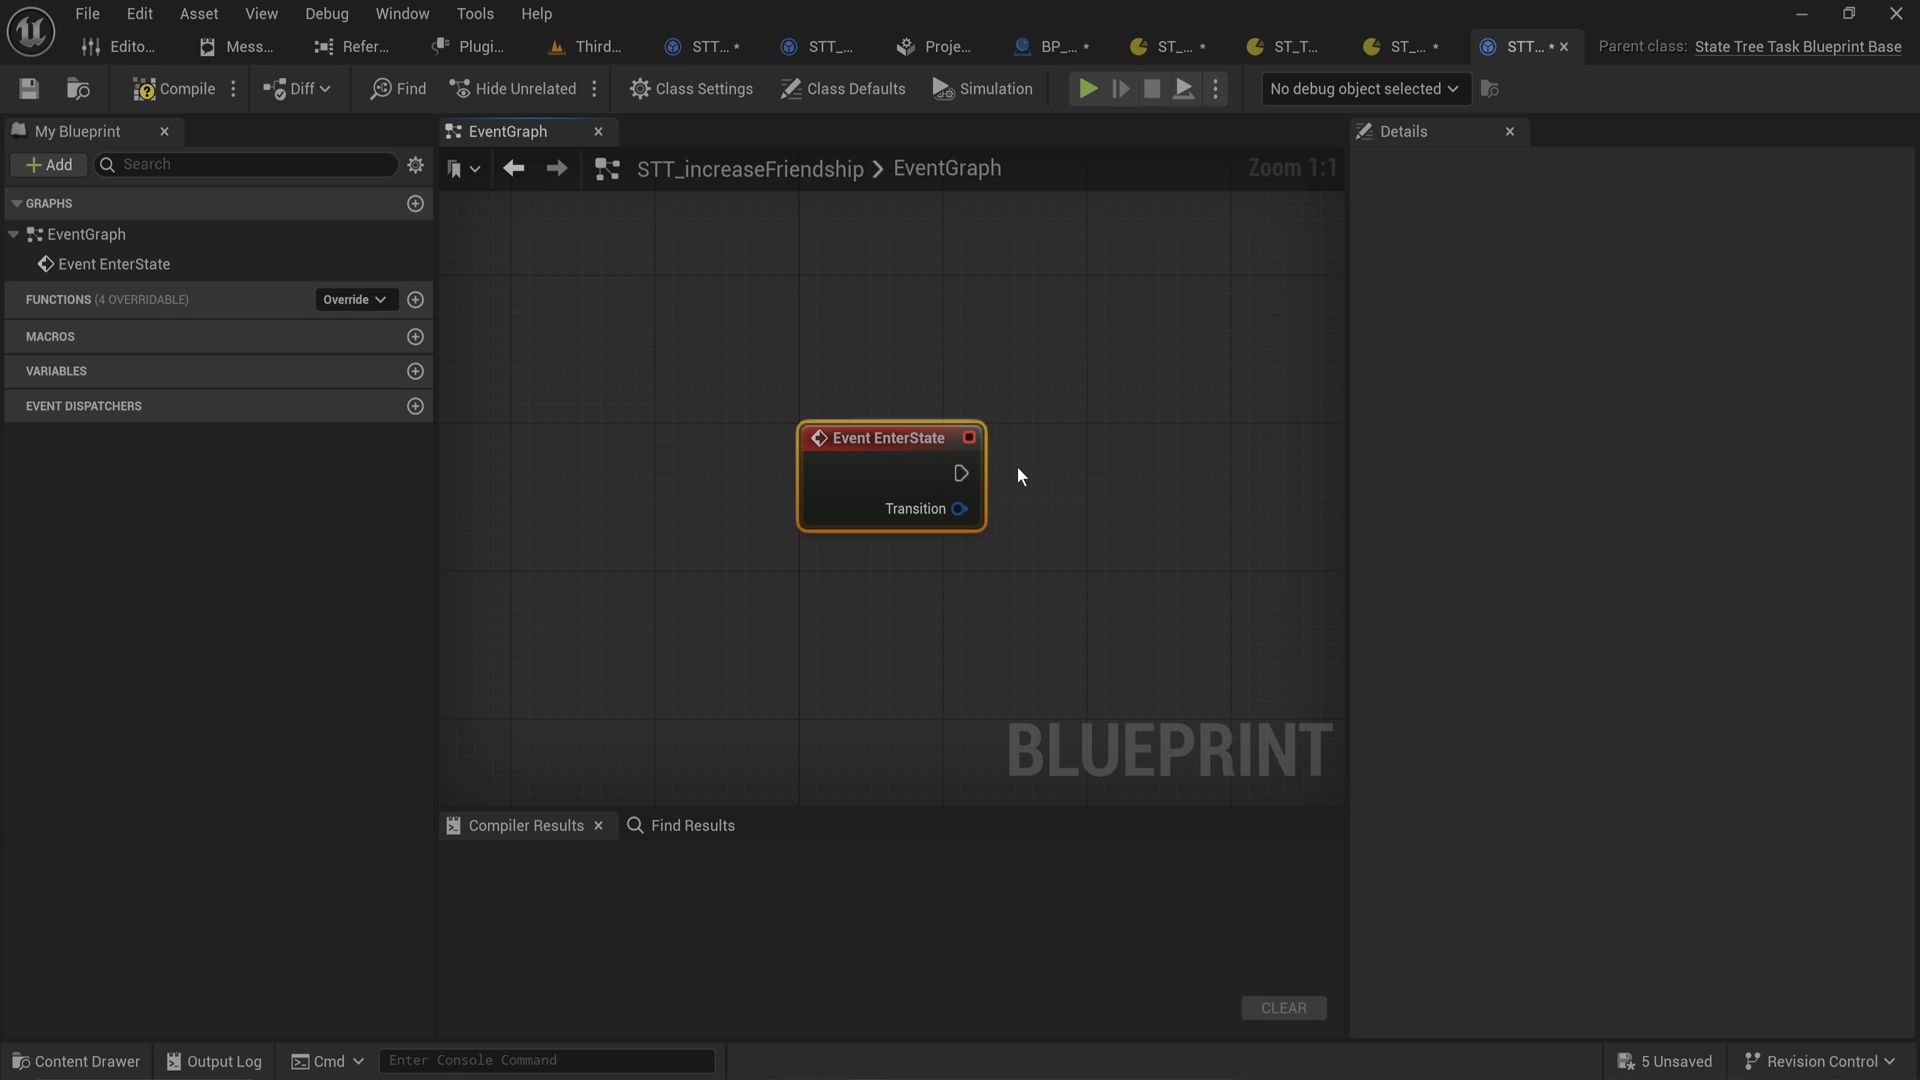 File Edit Asset View Debug Window Tools Help
Edito... Mess... Refer... Plugi... Third... STT... * STT_... Proje... BP_... * ST_... * ST_T... ST_... * STT... * Parent class: State Tree Task Blueprint Base
Compile Diff Find Hide Unrelated Class Settings Class Defaults Simulation No debug object selected
My Blueprint EventGraph Details
Add Search STT_increaseFriendship > EventGraph Zoom 1:1
GRAPHS
EventGraph
Event EnterState
FUNCTIONS (4 OVERRIDABLE) Override
MACROS
VARIABLES
EVENT DISPATCHERS
Event EnterState
Transition
BLUEPRINT
Compiler Results Find Results
CLEAR
Content Drawer Output Log Cmd Enter Console Command 5 Unsaved Revision Control